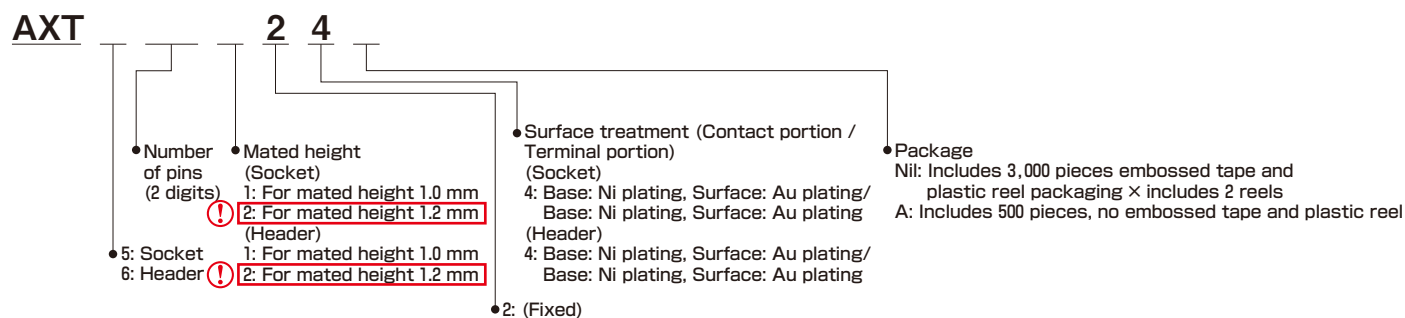 AXT 2 4
Number
of pins
(2 digits)
Mated height
(Socket)
1: For mated height 1.0 mm
! 2: For mated height 1.2 mm
(Header)
1: For mated height 1.0 mm
! 2: For mated height 1.2 mm
5: Socket
6: Header
2: (Fixed)
Surface treatment (Contact portion /
Terminal portion)
(Socket)
4: Base: Ni plating, Surface: Au plating/
Base: Ni plating, Surface: Au plating
(Header)
4: Base: Ni plating, Surface: Au plating/
Base: Ni plating, Surface: Au plating
Package
Nil: Includes 3,000 pieces embossed tape and
plastic reel packaging × includes 2 reels
A: Includes 500 pieces, no embossed tape and plastic reel